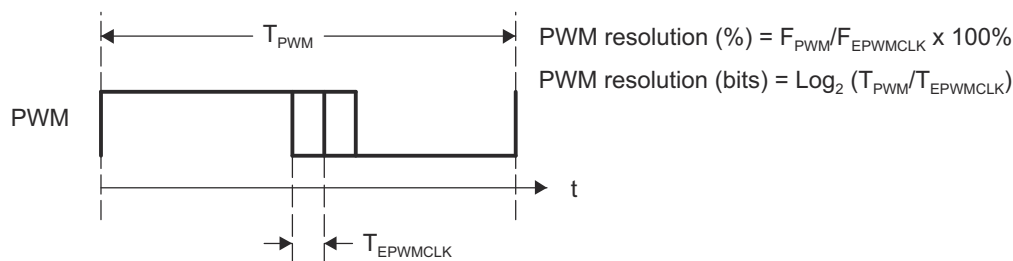 T_PWM
PWM resolution (%) = F_PWM/F_EPWMCLK x 100%
PWM resolution (bits) = Log_2 (T_PWM/T_EPWMCLK)
PWM
t
T_EPWMCLK